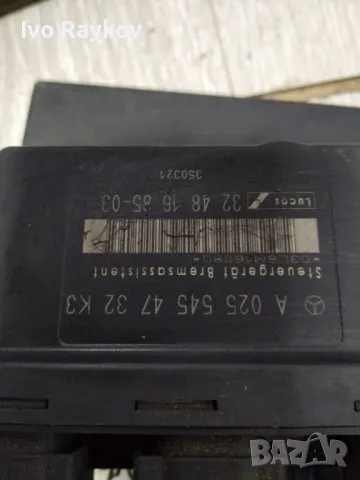 Ivo Raykov
A 025 545 47 32 K3
Steuergerät Bremsassistent
Lucas 32 48 16 85-03
350321
BAZAR